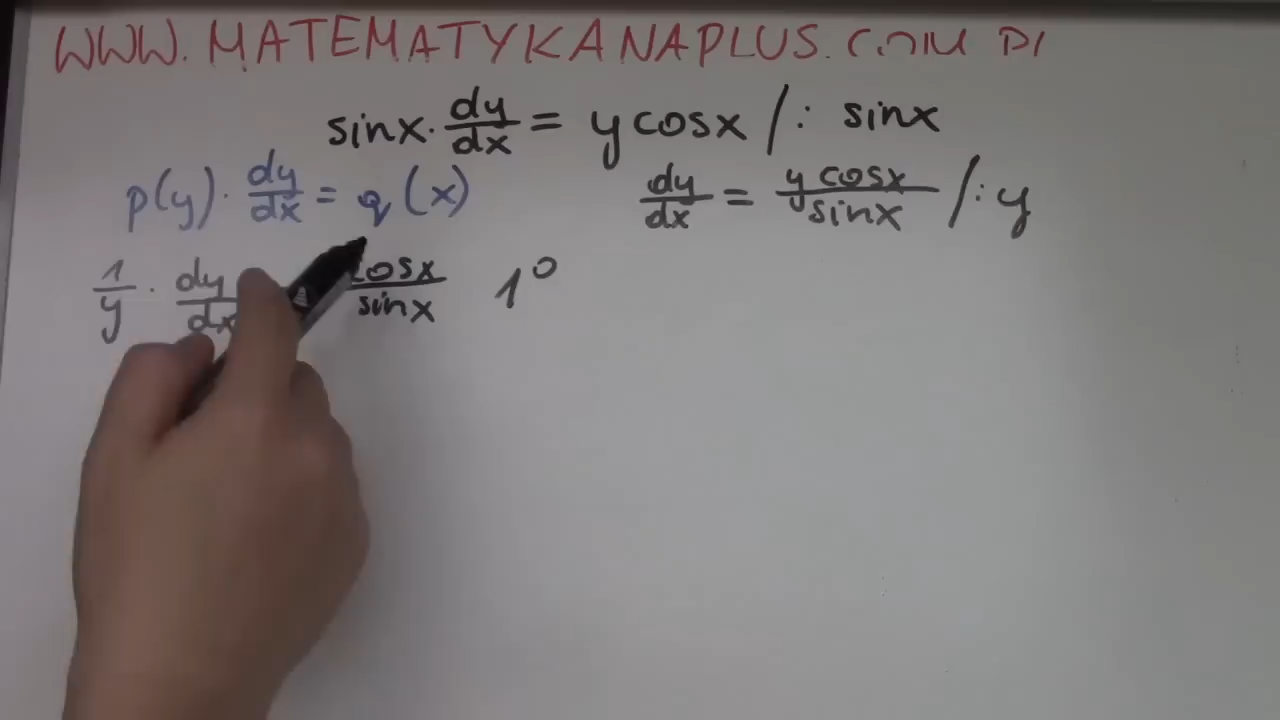 WWW.MATEMATYKANAPLUS.COM.PL
sinx · dy/dx = y cosx /: sinx
p(y) · dy/dx = q(x)
dy/dx = y cosx/sinx /: y
1/y · dy/dx cosx/sinx 1°